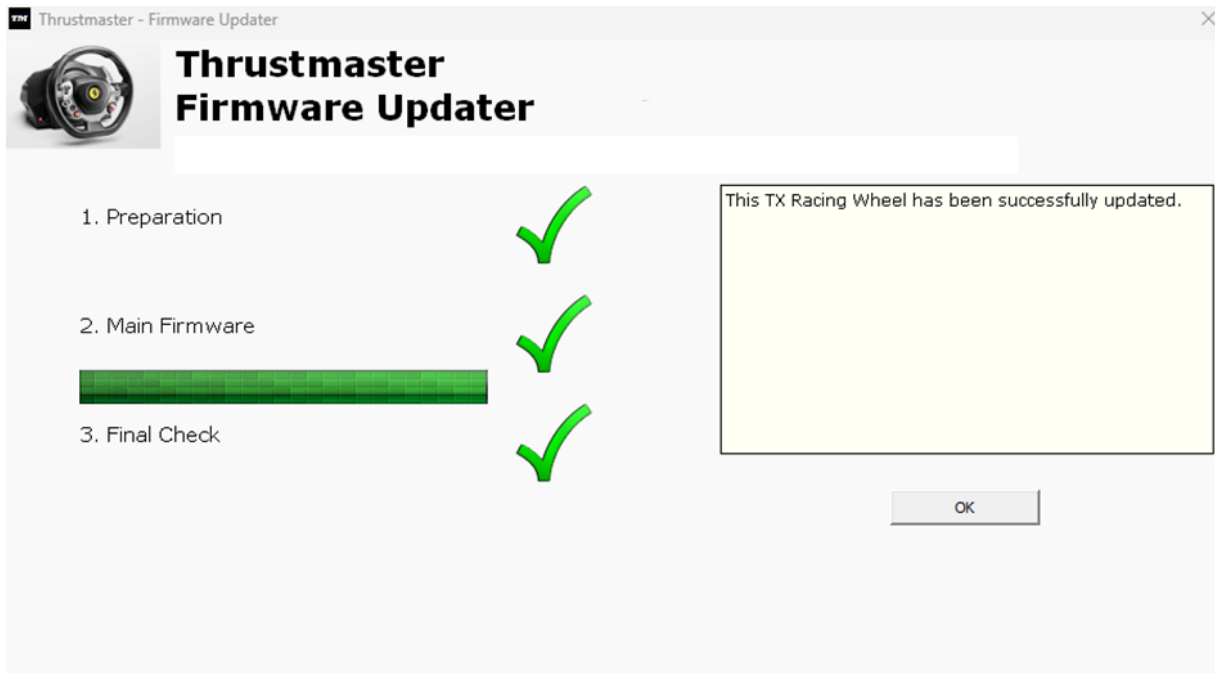 TM Thrustmaster - Firmware Updater
Thrustmaster
Firmware Updater
1. Preparation
2. Main Firmware
3. Final Check
This TX Racing Wheel has been successfully updated.
OK